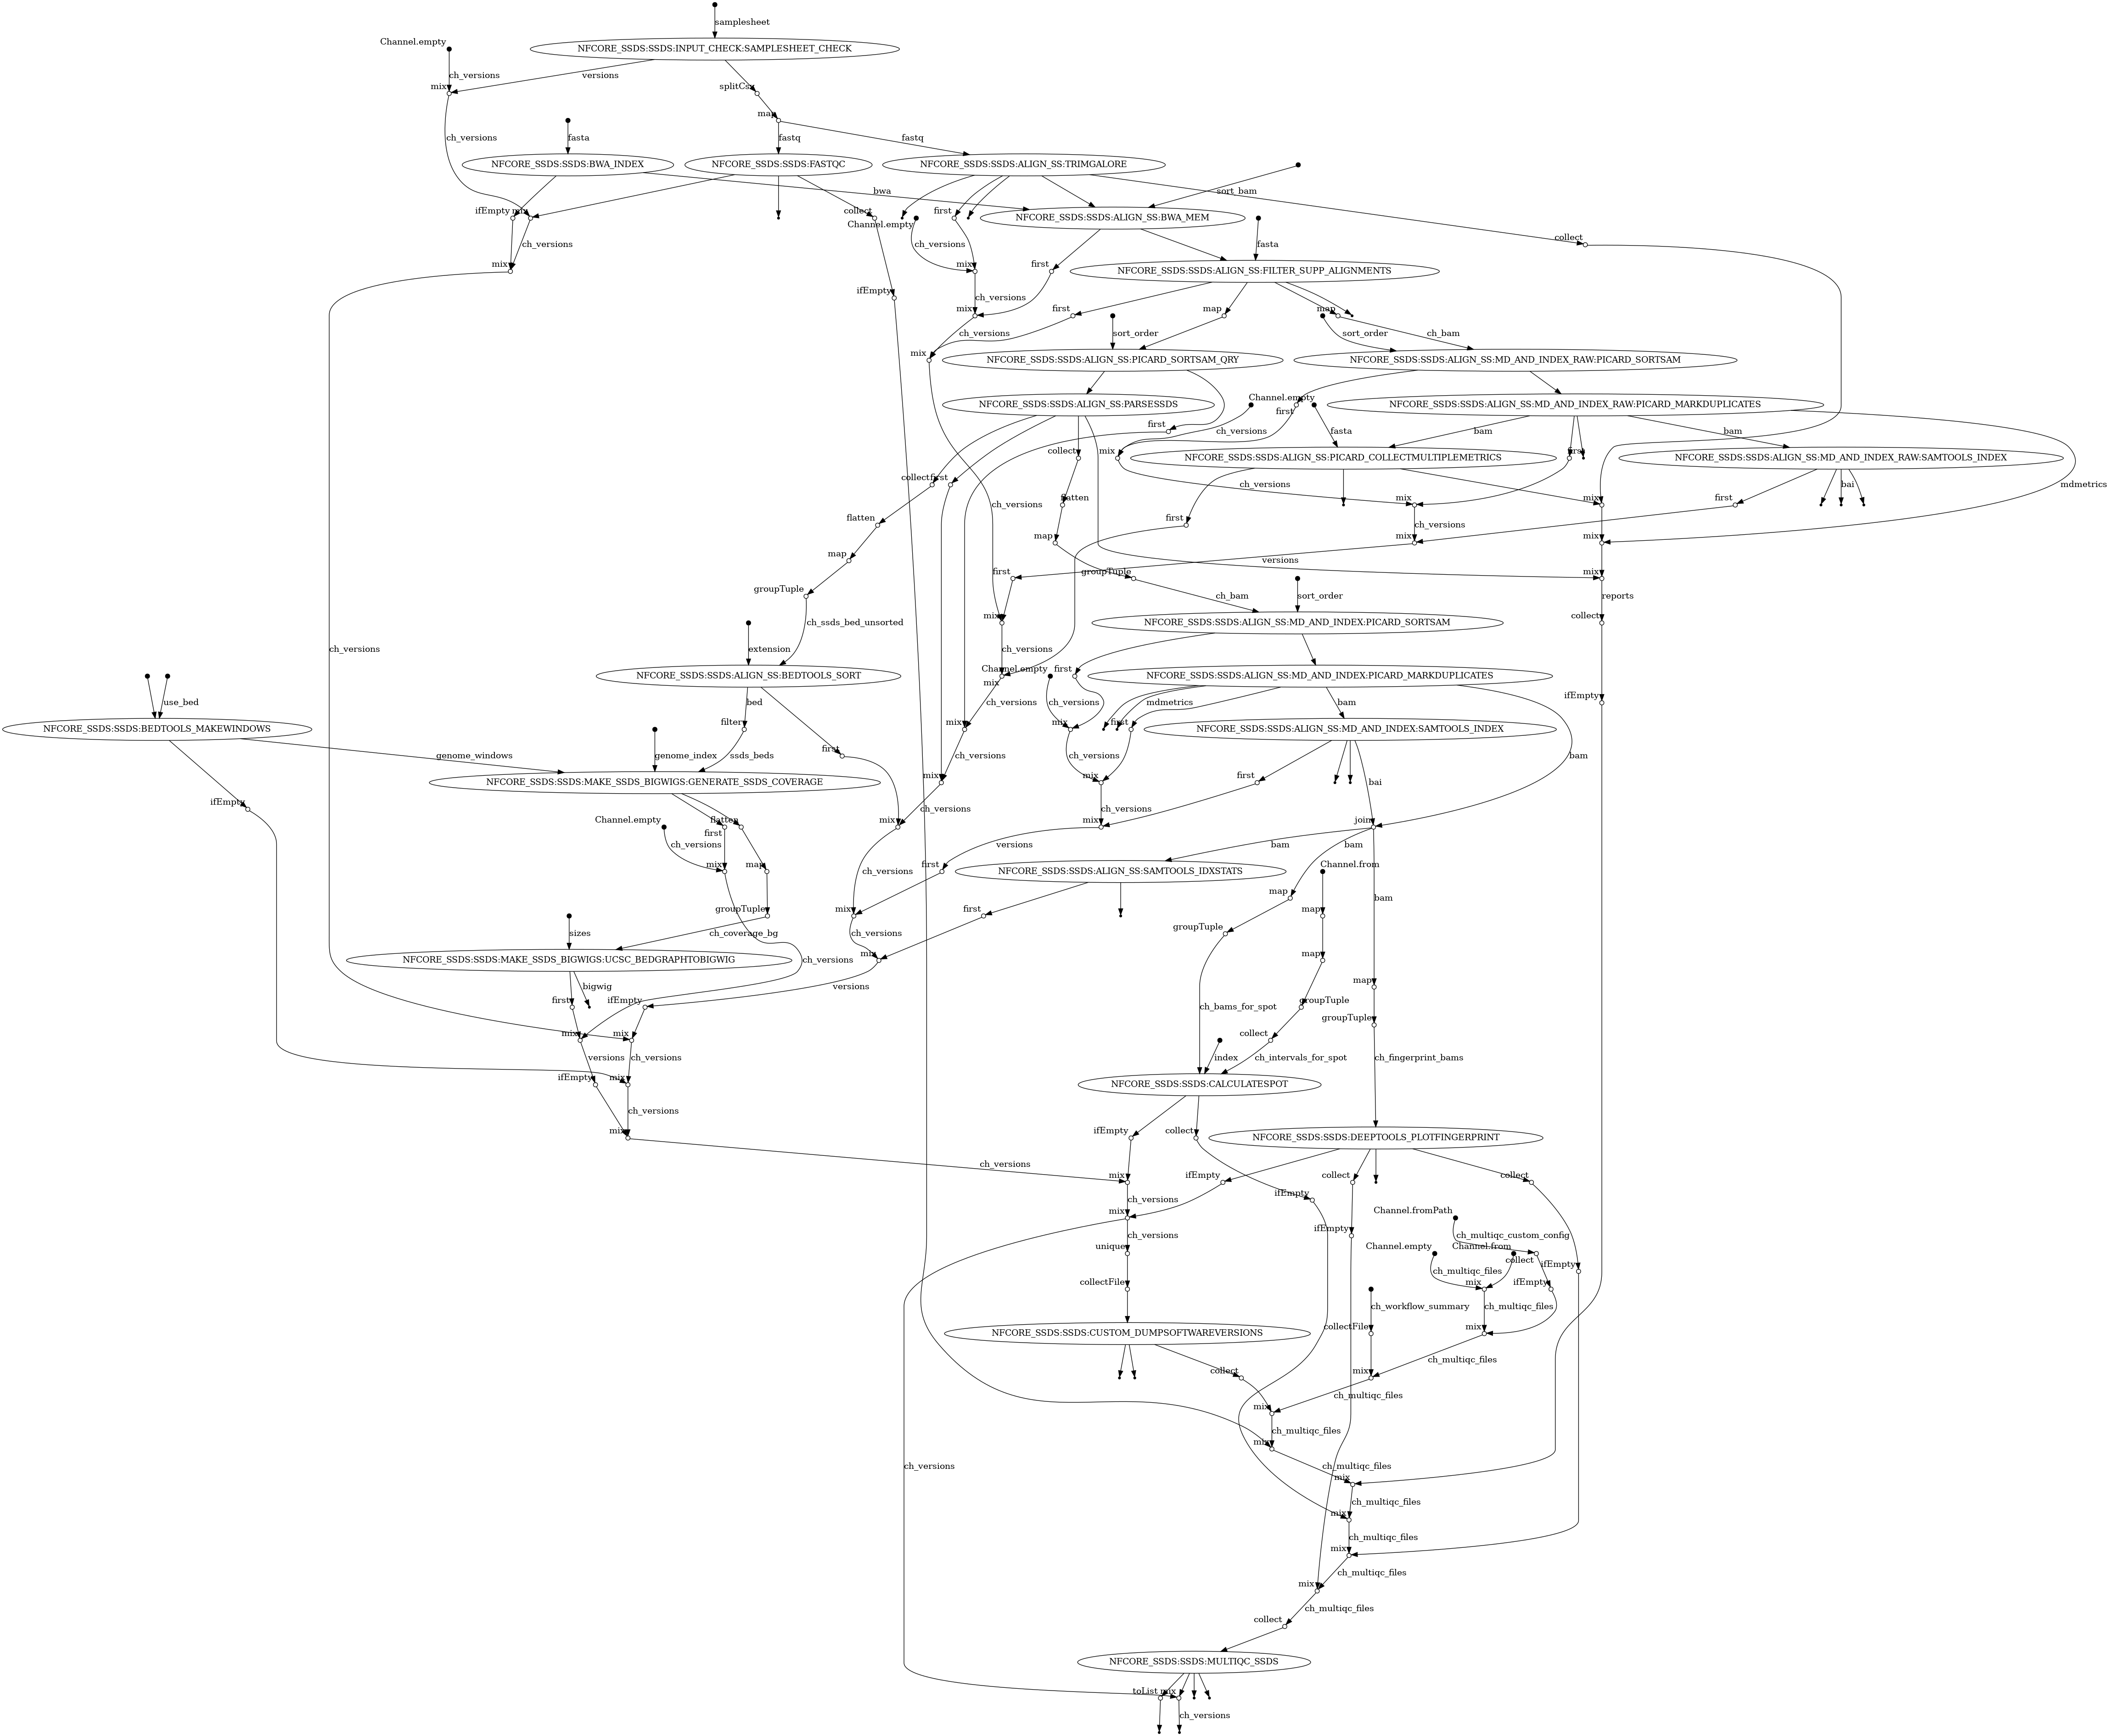 samplesheet
Channel.empty
NFCORE_SSDS:SSDS:INPUT_CHECK:SAMPLESHEET_CHECK
ch_versions
versions
mix
splitCsv
map
fasta
ch_versions
fastq
fastq
NFCORE_SSDS:SSDS:BWA_INDEX
NFCORE_SSDS:SSDS:FASTQC
NFCORE_SSDS:SSDS:ALIGN_SS:TRIMGALORE
bwa
sort_bam
ifEmpty
mix
collect
Channel.empty
first
NFCORE_SSDS:SSDS:ALIGN_SS:BWA_MEM
collect
ch_versions
ch_versions
fasta
mix
mix
first
NFCORE_SSDS:SSDS:ALIGN_SS:FILTER_SUPP_ALIGNMENTS
ifEmpty
ch_versions
mix
first
map
map
ch_versions
sort_order
sort_order
ch_bam
mix
NFCORE_SSDS:SSDS:ALIGN_SS:PICARD_SORTSAM_QRY
NFCORE_SSDS:SSDS:ALIGN_SS:MD_AND_INDEX_RAW:PICARD_SORTSAM
Channel.empty
NFCORE_SSDS:SSDS:ALIGN_SS:PARSESSDS
first
NFCORE_SSDS:SSDS:ALIGN_SS:MD_AND_INDEX_RAW:PICARD_MARKDUPLICATES
first
ch_versions
fasta
bam
bam
collect
mix
NFCORE_SSDS:SSDS:ALIGN_SS:PICARD_COLLECTMULTIPLEMETRICS
first
NFCORE_SSDS:SSDS:ALIGN_SS:MD_AND_INDEX_RAW:SAMTOOLS_INDEX
collect
first
ch_versions
bai
mdmetrics
flatten
ch_versions
mix
mix
first
flatten
first
ch_versions
map
mix
mix
map
versions
first
groupTuple
mix
groupTuple
ch_bam
sort_order
reports
ch_ssds_bed_unsorted
mix
NFCORE_SSDS:SSDS:ALIGN_SS:MD_AND_INDEX:PICARD_SORTSAM
collect
ch_versions
extension
ch_versions
Channel.empty
first
use_bed
NFCORE_SSDS:SSDS:ALIGN_SS:BEDTOOLS_SORT
mix
NFCORE_SSDS:SSDS:ALIGN_SS:MD_AND_INDEX:PICARD_MARKDUPLICATES
ifEmpty
bed
ch_versions
ch_versions
mdmetrics
bam
NFCORE_SSDS:SSDS:BEDTOOLS_MAKEWINDOWS
filter
mix
mix
first
NFCORE_SSDS:SSDS:ALIGN_SS:MD_AND_INDEX:SAMTOOLS_INDEX
genome_windows
genome_index
ssds_beds
first
ch_versions
ch_versions
bam
NFCORE_SSDS:SSDS:MAKE_SSDS_BIGWIGS:GENERATE_SSDS_COVERAGE
mix
mix
first
bai
ifEmpty
ch_versions
ch_versions
Channel.empty
first
flatten
mix
mix
join
ch_versions
versions
bam
bam
mix
map
ch_versions
first
NFCORE_SSDS:SSDS:ALIGN_SS:SAMTOOLS_IDXSTATS
Channel.from
map
bam
groupTuple
mix
first
map
sizes
ch_coverage_bg
ch_versions
groupTuple
NFCORE_SSDS:SSDS:MAKE_SSDS_BIGWIGS:UCSC_BEDGRAPHTOBIGWIG
ch_versions
mix
map
bigwig
versions
map
first
ifEmpty
ch_bams_for_spot
groupTuple
groupTuple
mix
mix
collect
versions
ch_versions
index
ch_intervals_for_spot
ch_fingerprint_bams
ifEmpty
mix
NFCORE_SSDS:SSDS:CALCULATESPOT
ch_versions
mix
ifEmpty
collect
NFCORE_SSDS:SSDS:DEEPTOOLS_PLOTFINGERPRINT
ch_versions
mix
ifEmpty
collect
collect
ch_versions
ifEmpty
mix
Channel.fromPath
ch_versions
ifEmpty
ch_multiqc_custom_config
unique
Channel.empty
Channel.from
collect
ch_multiqc_files
ifEmpty
collectFile
mix
ifEmpty
ch_workflow_summary
ch_multiqc_files
NFCORE_SSDS:SSDS:CUSTOM_DUMPSOFTWAREVERSIONS
collectFile
mix
ch_multiqc_files
collect
mix
ch_multiqc_files
mix
ch_multiqc_files
mix
ch_versions
ch_multiqc_files
mix
ch_multiqc_files
mix
ch_multiqc_files
mix
ch_multiqc_files
mix
ch_multiqc_files
collect
NFCORE_SSDS:SSDS:MULTIQC_SSDS
toList
mix
ch_versions